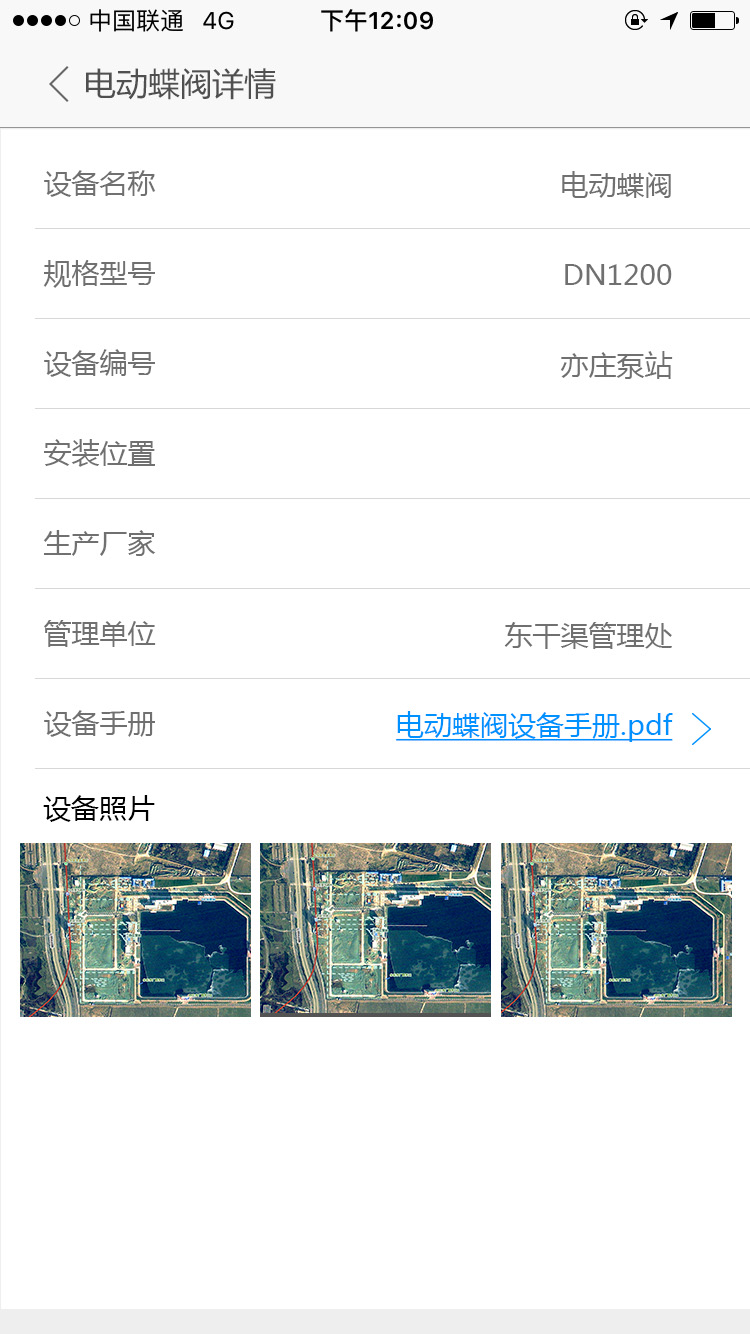 中国联通 4G 下午12:09
电动蝶阀详情
设备名称 电动蝶阀
规格型号 DN1200
设备编号 亦庄泵站
安装位置
生产厂家
管理单位 东干渠管理处
设备手册 电动蝶阀设备手册.pdf
设备照片